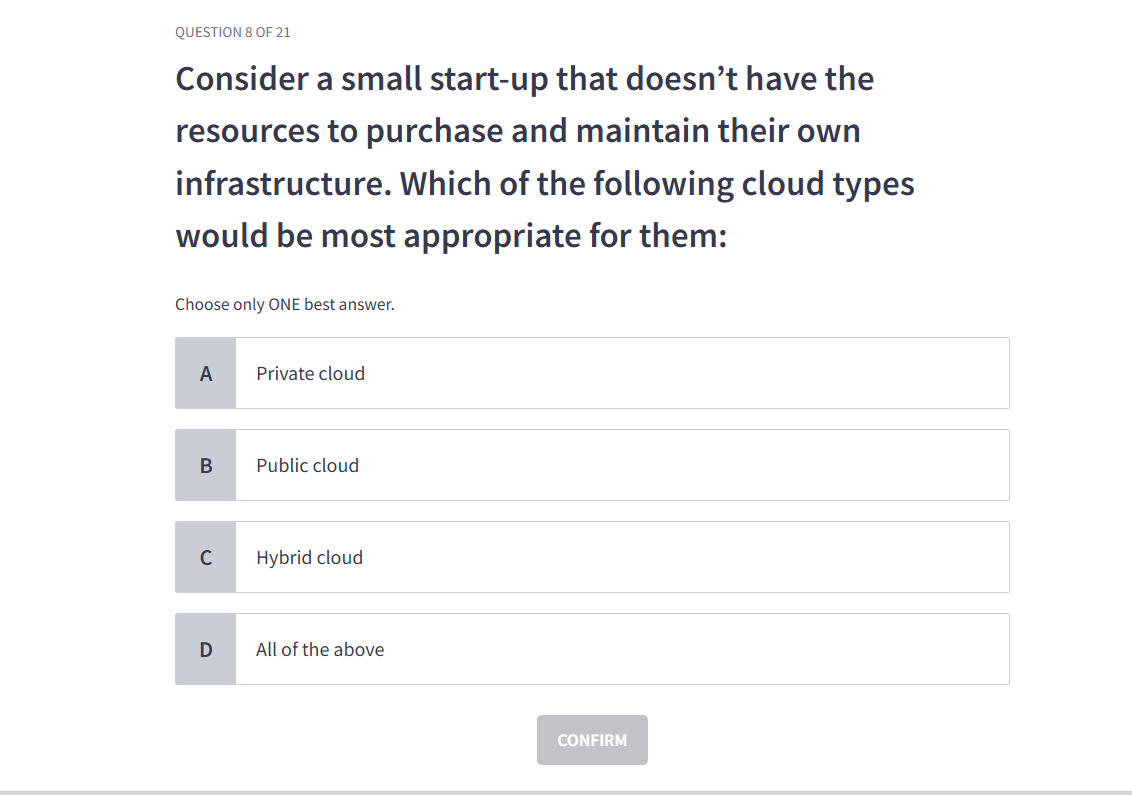 QUESTION 8 OF 21
Consider a small start-up that doesn’t have the
resources to purchase and maintain their own
infrastructure. Which of the following cloud types
would be most appropriate for them:
Choose only ONE best answer.
A Private cloud
B Public cloud
C Hybrid cloud
D All of the above
CONFIRM